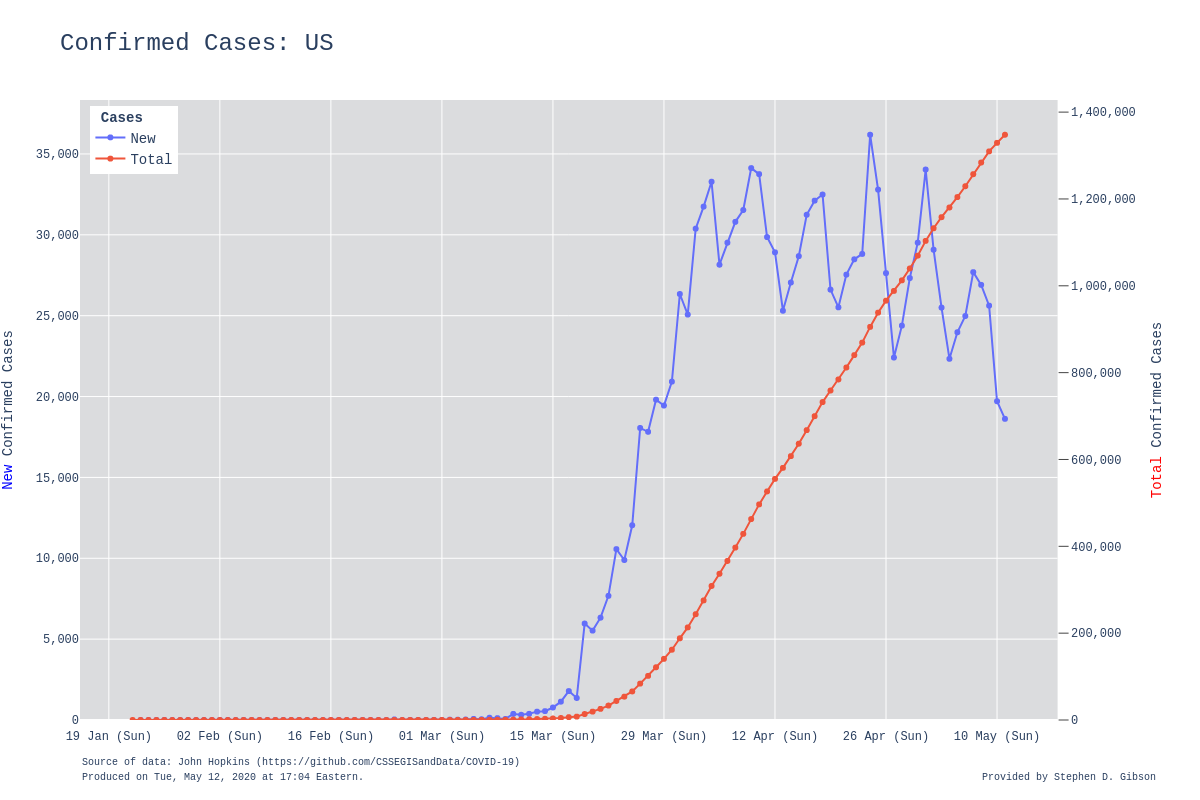 Confirmed Cases: US
Cases
New
Total
35,000
30,000
25,000
20,000
15,000
10,000
5,000
0
New Confirmed Cases
1,400,000
1,200,000
1,000,000
800,000
600,000
400,000
200,000
0
Total Confirmed Cases
19 Jan (Sun) 02 Feb (Sun) 16 Feb (Sun) 01 Mar (Sun) 15 Mar (Sun) 29 Mar (Sun) 12 Apr (Sun) 26 Apr (Sun) 10 May (Sun)
Source of data: John Hopkins (https://github.com/CSSEGISandData/COVID-19)
Produced on Tue, May 12, 2020 at 17:04 Eastern.
Provided by Stephen D. Gibson